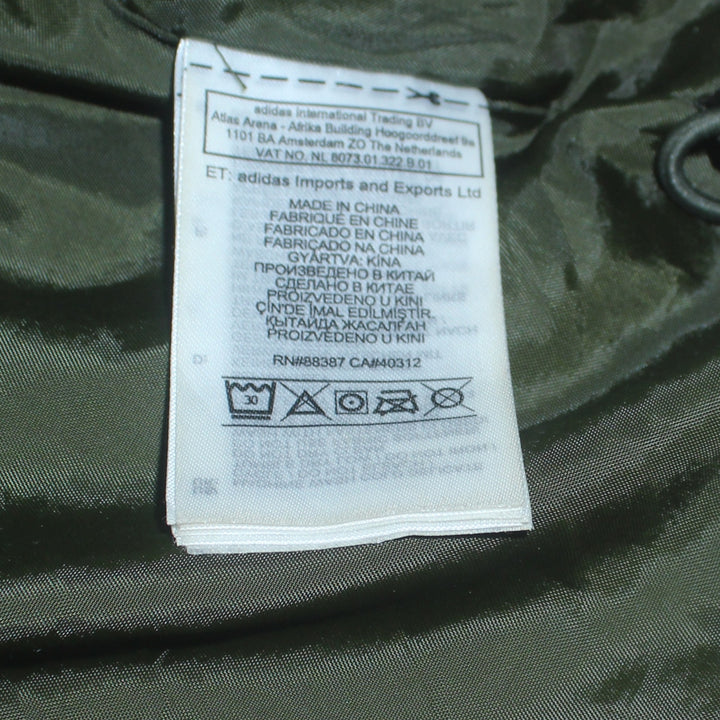 adidas International Trading BV
Atlas Arena - Afrika Building Hoogoorddreef 9a
1101 BA Amsterdam ZO The Netherlands
VAT NO. NL 8073.01.322 B 01
ET: adidas Imports and Exports Ltd
MADE IN CHINA
FABRIQUÉ EN CHINE
FABRICADO EN CHINA
FABRICADO NA CHINA
GYÁRTVA: KÍNA
ПРОИЗВЕДЕНО В КИТАЙ
СДЕЛАНО В КИТАЕ
PROIZVEDENO U KINI
ÇİN'DE İMAL EDİLMİŞTİR.
ҚЫТАЙДА ЖАСАЛҒАН
PROIZVEDENO U KINI
RN#88387 CA#40312
30